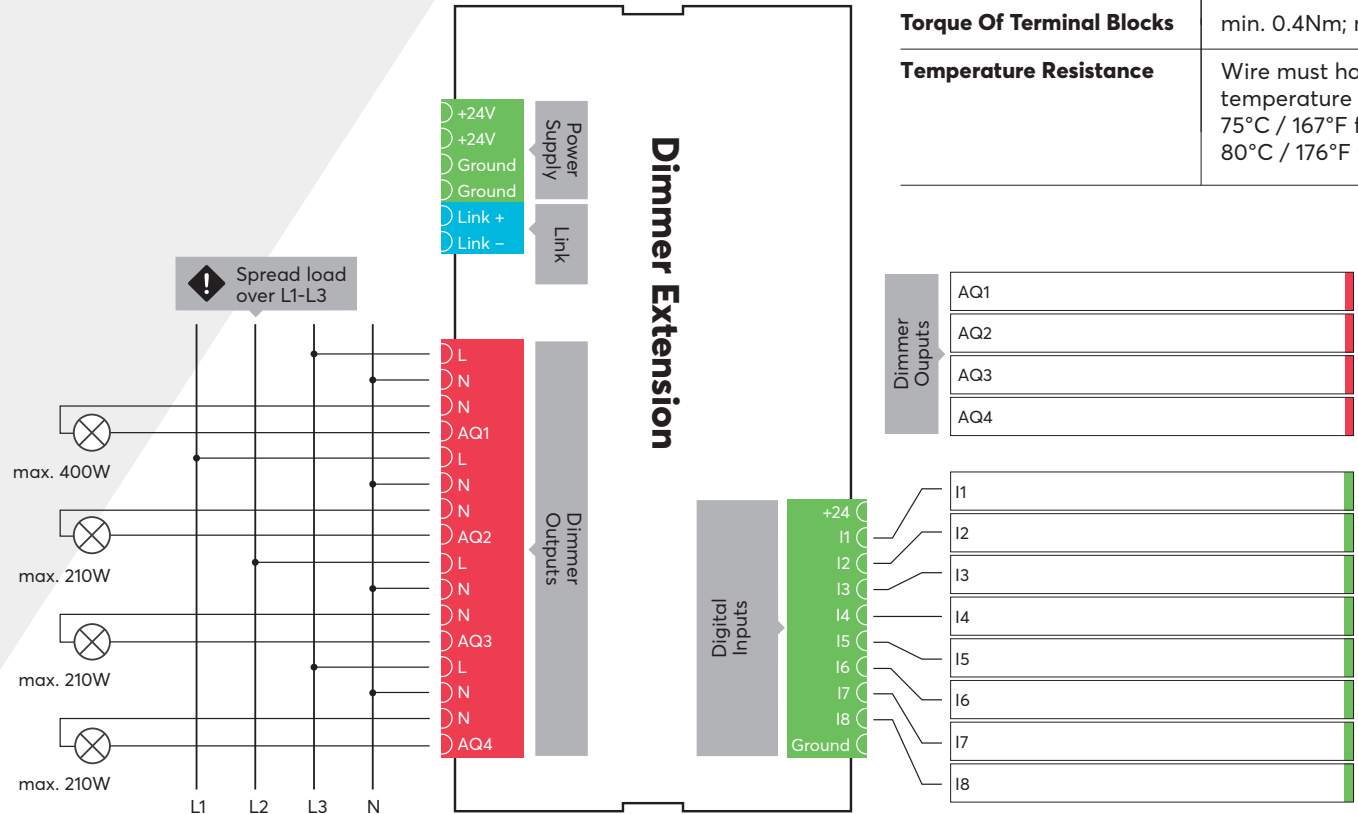 Torque Of Terminal Blocks
min. 0.4Nm;
Temperature Resistance
Wire must
temperature
75°C / 167°F
80°C / 176°F
+24V
+24V
Ground
Ground
Link +
Link –
Power
Supply
Link
Dimmer Extension
Spread load
over L1-L3
L
N
N
AQ1
L
N
N
AQ2
L
N
N
AQ3
L
N
N
AQ4
Dimmer
Outputs
max. 400W
max. 210W
max. 210W
max. 210W
L1 L2 L3 N
Digital
Inputs
+24
I1
I2
I3
I4
I5
I6
I7
I8
Ground
Dimmer
Ouputs
AQ1
AQ2
AQ3
AQ4
I1
I2
I3
I4
I5
I6
I7
I8